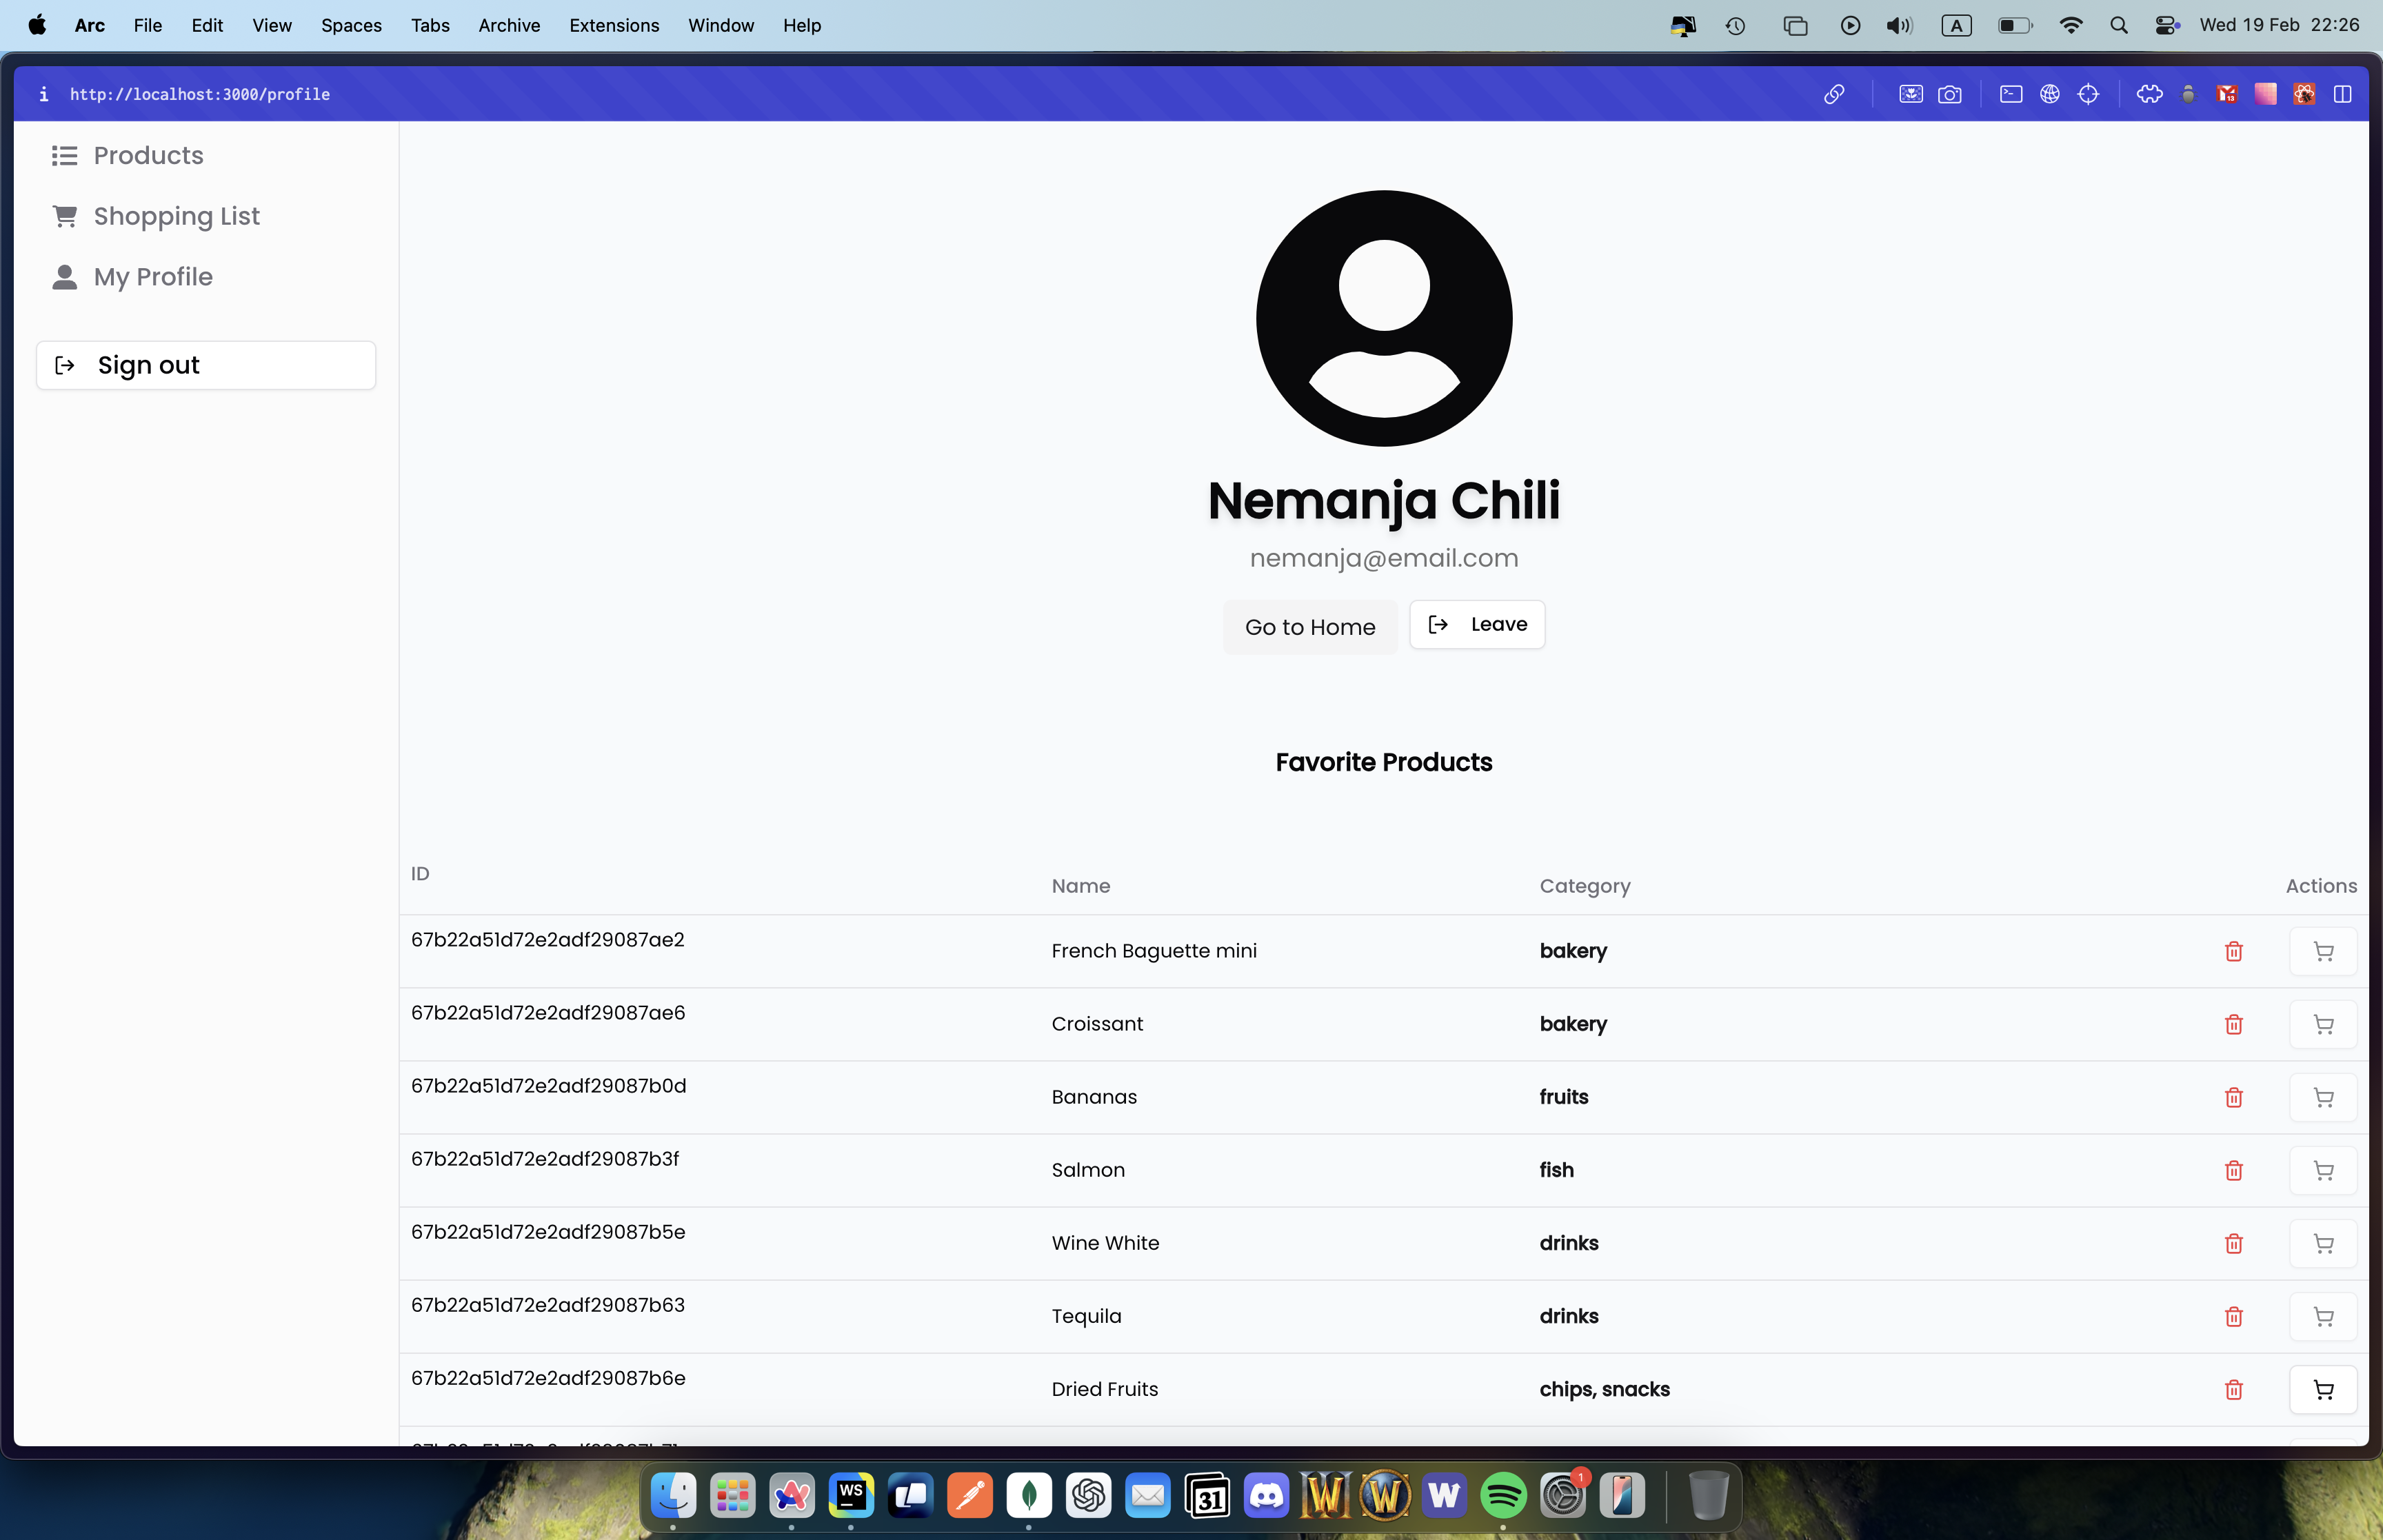 Arc File Edit View Spaces Tabs Archive Extensions Window Help A Wed 19 Feb 22:26
i http://localhost:3000/profile 13
Products
Shopping List
My Profile
Sign out
Nemanja Chili
nemanja@email.com
Go to Home Leave
Favorite Products
ID Name Category Actions
67b22a51d72e2adf29087ae2 French Baguette mini bakery
67b22a51d72e2adf29087ae6 Croissant bakery
67b22a51d72e2adf29087b0d Bananas fruits
67b22a51d72e2adf29087b3f Salmon fish
67b22a51d72e2adf29087b5e Wine White drinks
67b22a51d72e2adf29087b63 Tequila drinks
67b22a51d72e2adf29087b6e Dried Fruits chips, snacks
WS 31 W W W 1